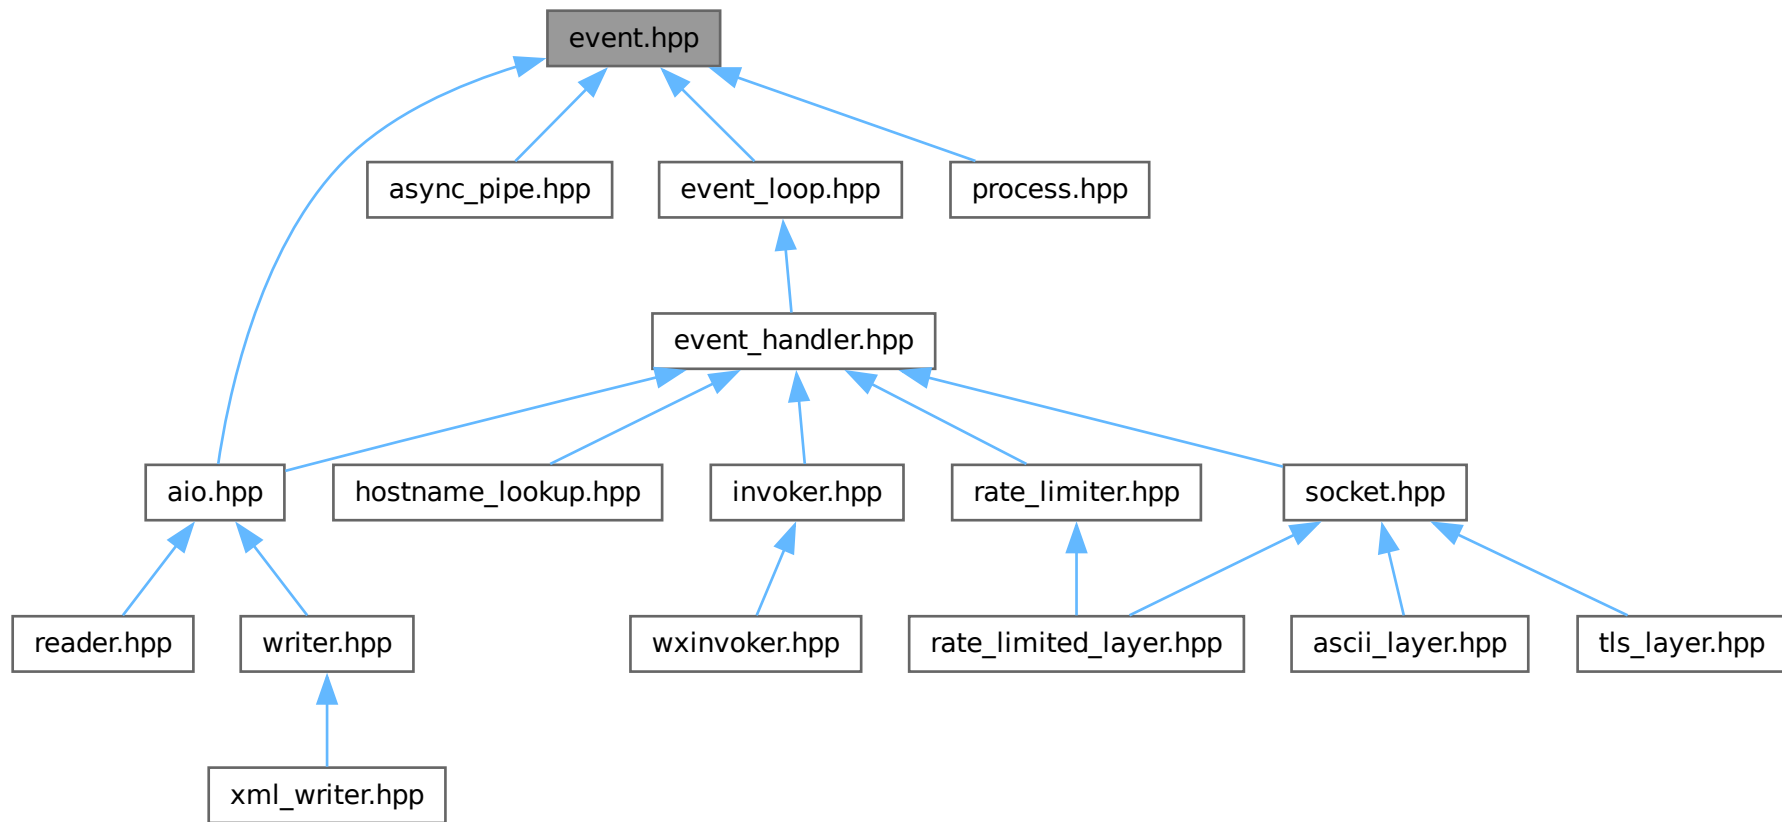 event.hpp
async_pipe.hpp
event_loop.hpp
process.hpp
event_handler.hpp
aio.hpp
hostname_lookup.hpp
invoker.hpp
rate_limiter.hpp
socket.hpp
reader.hpp
writer.hpp
wxinvoker.hpp
rate_limited_layer.hpp
ascii_layer.hpp
tls_layer.hpp
xml_writer.hpp